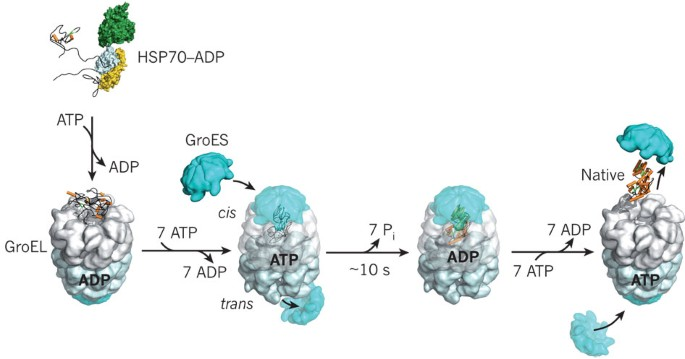 HSP70–ADP
ATP
ADP
GroES
Native
cis
GroEL
7 ATP
7 Pi
7 ADP
ADP
7 ADP
ATP
~10 s
ADP
7 ATP
ATP
trans